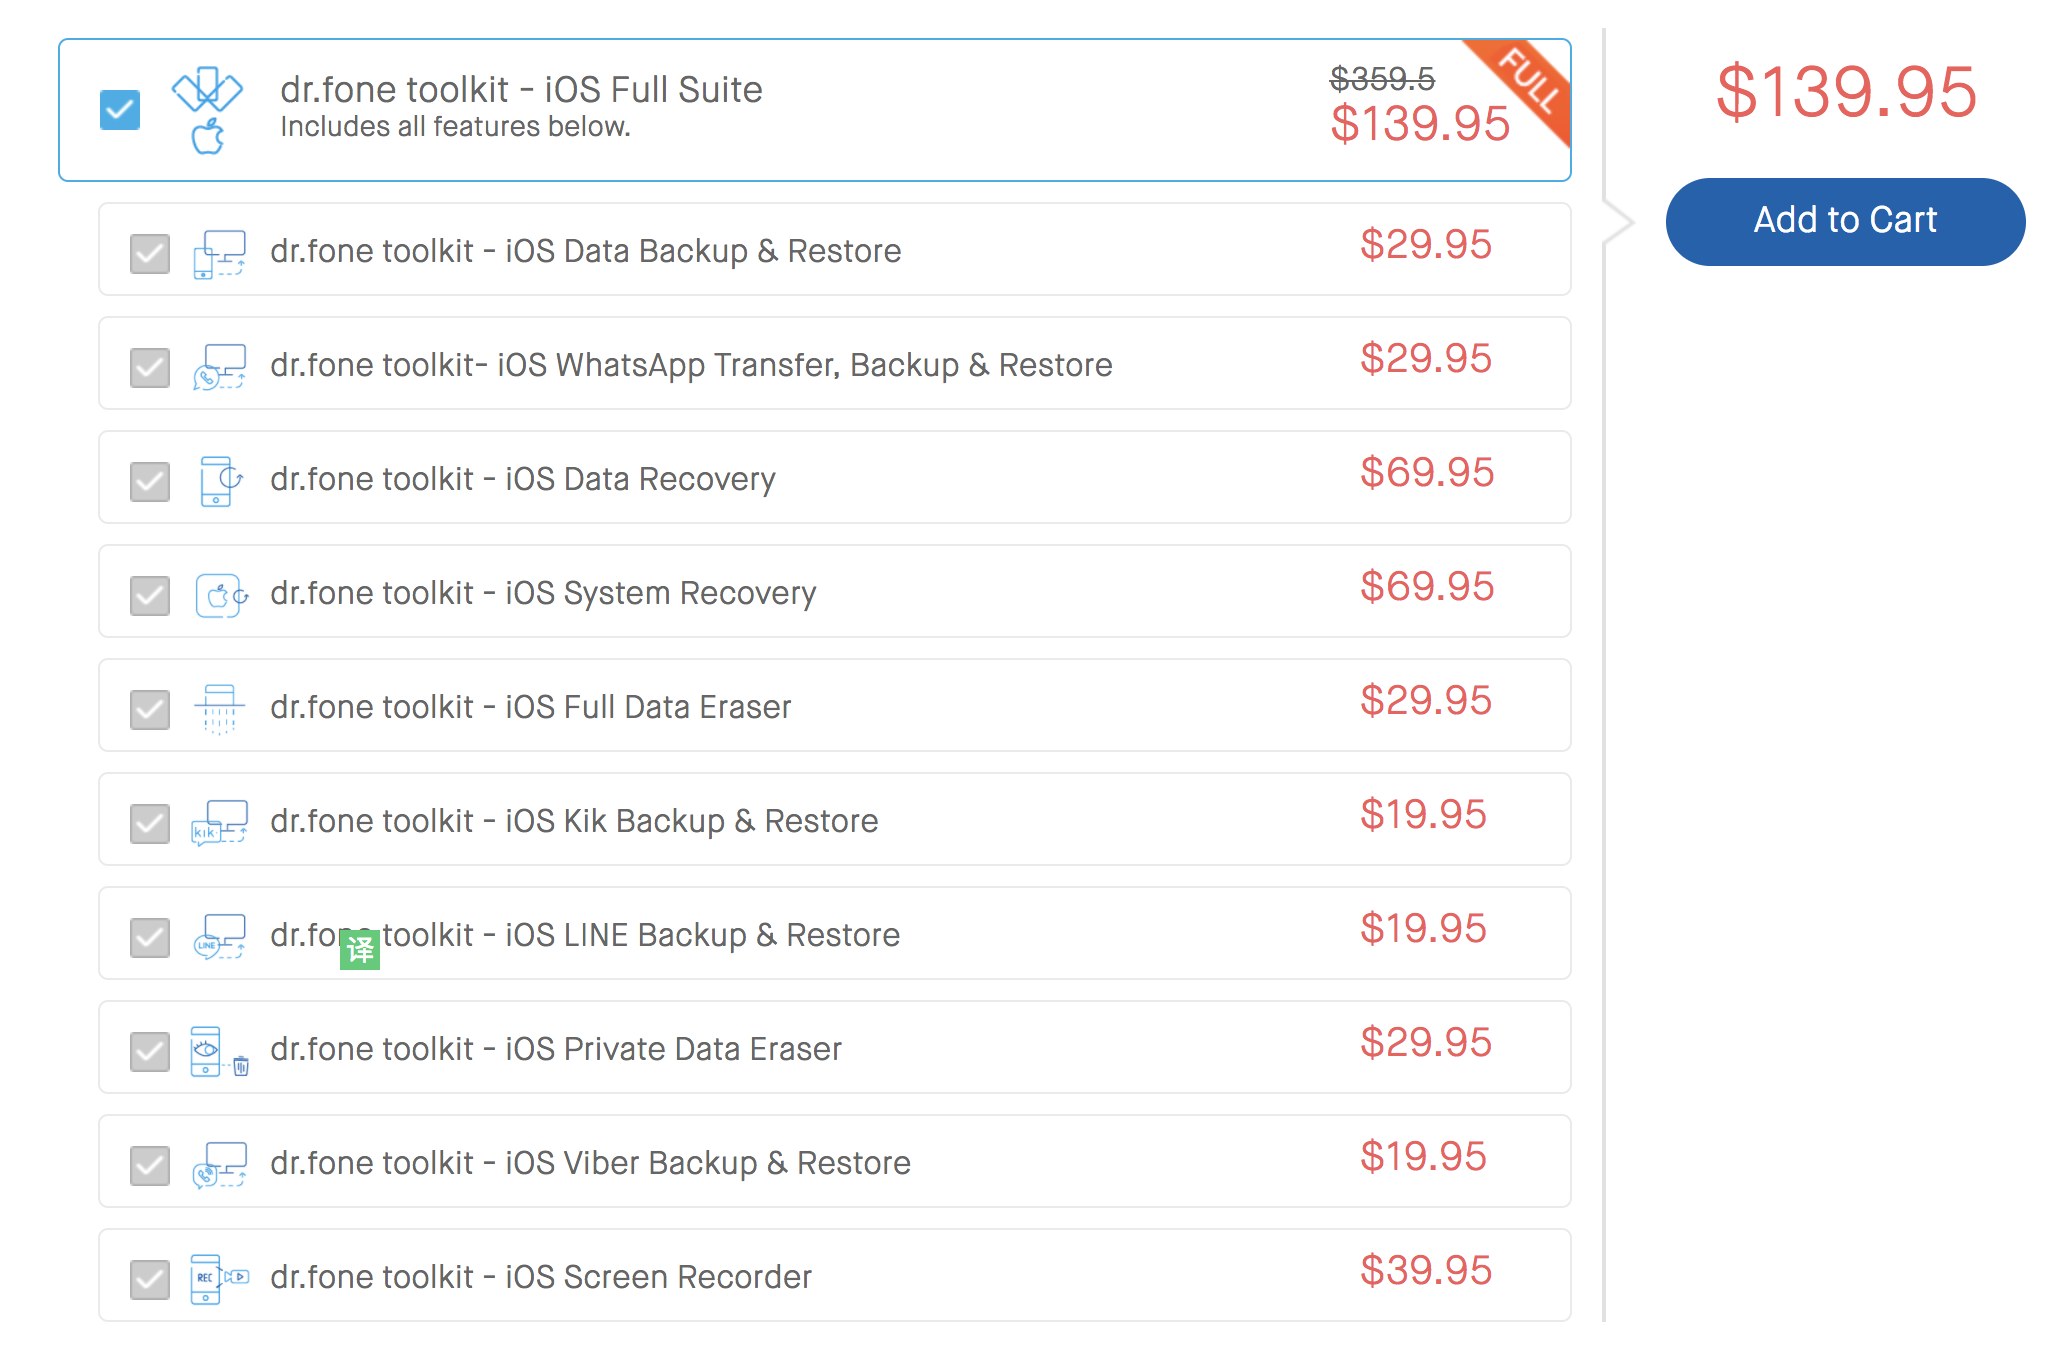 dr.fone toolkit - iOS Full Suite
Includes all features below.
$359.5
$139.95
FULL
$139.95
Add to Cart
dr.fone toolkit - iOS Data Backup & Restore
$29.95
dr.fone toolkit- iOS WhatsApp Transfer, Backup & Restore
$29.95
dr.fone toolkit - iOS Data Recovery
$69.95
dr.fone toolkit - iOS System Recovery
$69.95
dr.fone toolkit - iOS Full Data Eraser
$29.95
kik
dr.fone toolkit - iOS Kik Backup & Restore
$19.95
LINE
dr.fone toolkit - iOS LINE Backup & Restore
译
$19.95
dr.fone toolkit - iOS Private Data Eraser
$29.95
dr.fone toolkit - iOS Viber Backup & Restore
$19.95
REC
dr.fone toolkit - iOS Screen Recorder
$39.95